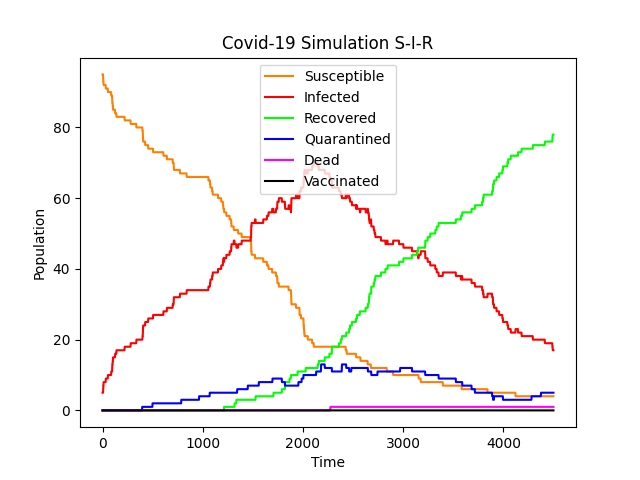 Covid-19 Simulation S-I-R
Susceptible
Infected
Recovered
Quarantined
Dead
Vaccinated
Population
80
60
40
20
0
0 1000 2000 3000 4000
Time